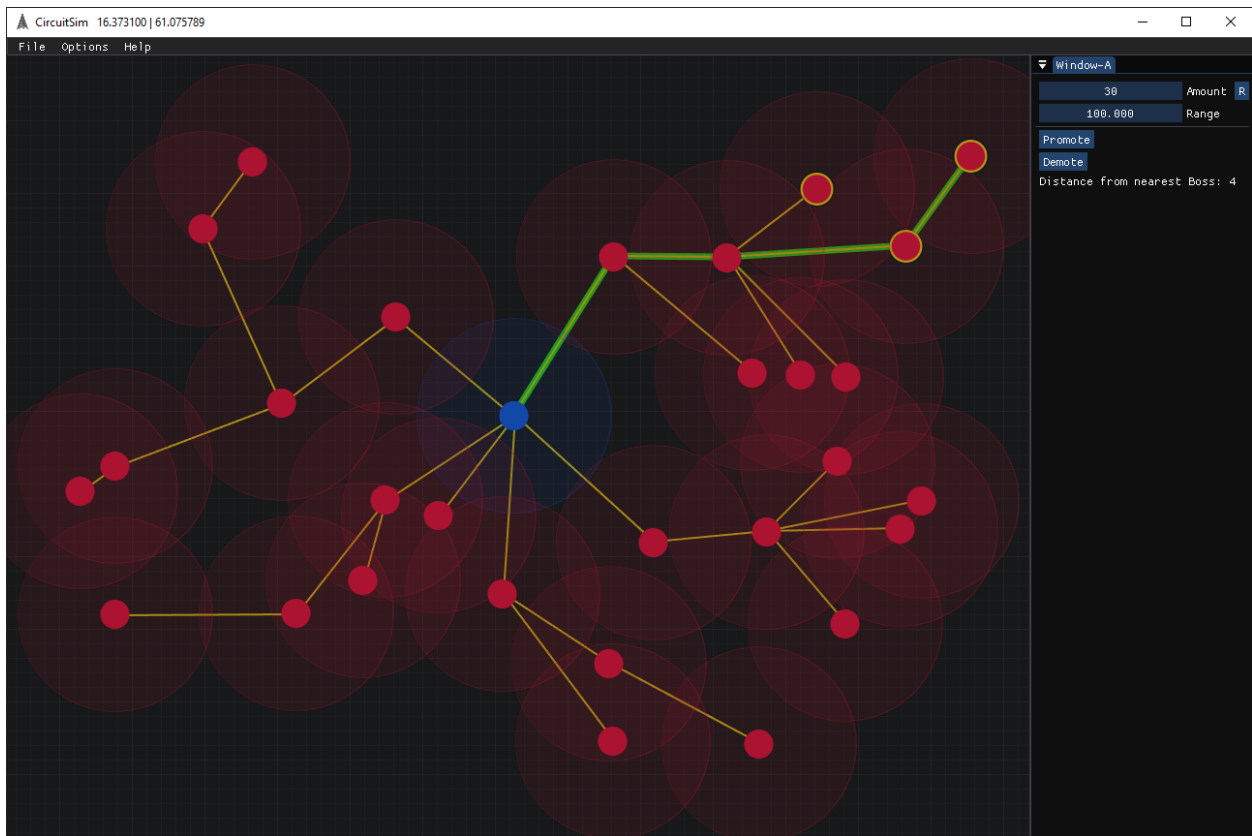 CircuitSim 16.373100 | 61.075789
File Options Help
Window-A
30 Amount R
100.000 Range
Promote
Demote
Distance from nearest Boss: 4